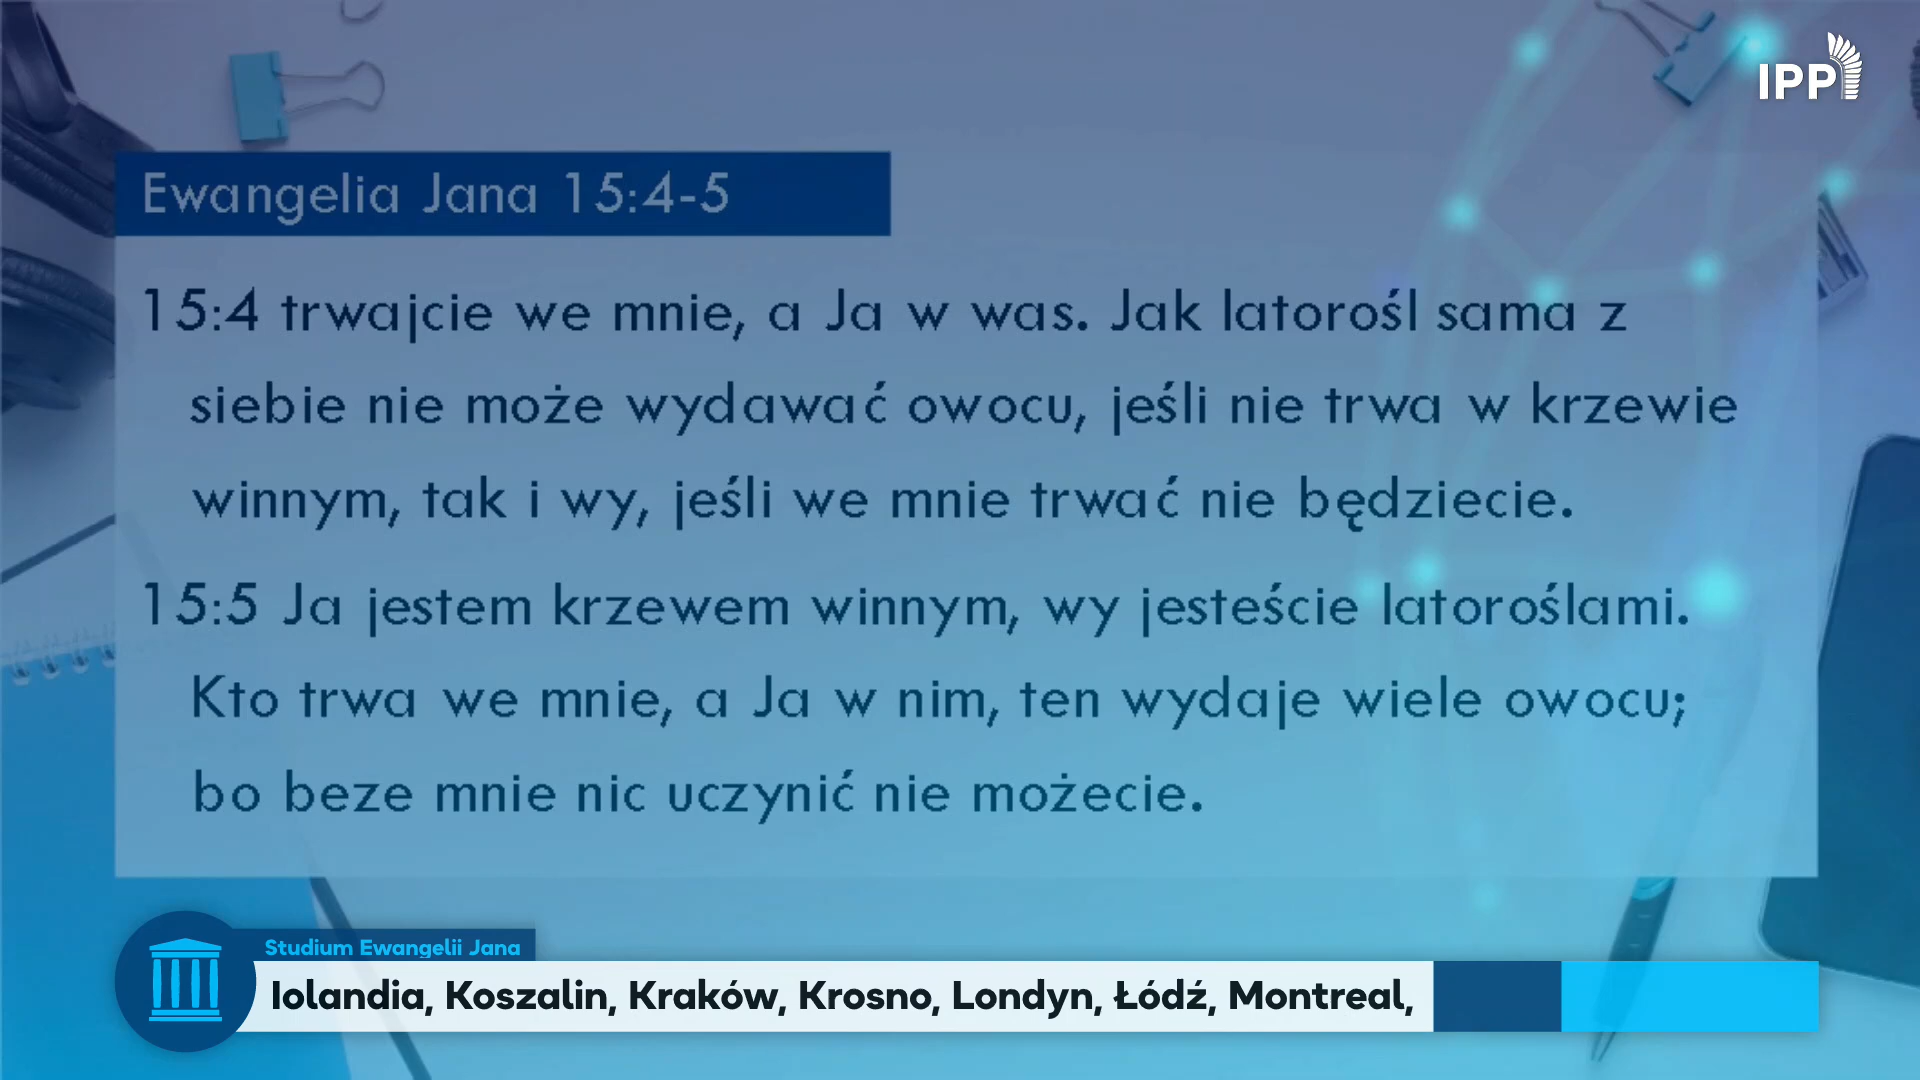 IPP
Ewangelia Jana 15:4-5
15:4 trwajcie we mnie, a Ja w was. Jak latorośl sama z
siebie nie może wydawać owocu, jeśli nie trwa w krzewie
winnym, tak i wy, jeśli we mnie trwać nie będziecie.
15:5 Ja jestem krzewem winnym, wy jesteście latoroślami.
Kto trwa we mnie, a Ja w nim, ten wydaje wiele owocu;
bo beze mnie nic uczynić nie możecie.
Studium Ewangelii Jana
lolandia, Koszalin, Kraków, Krosno, Londyn, Łódź, Montreal,